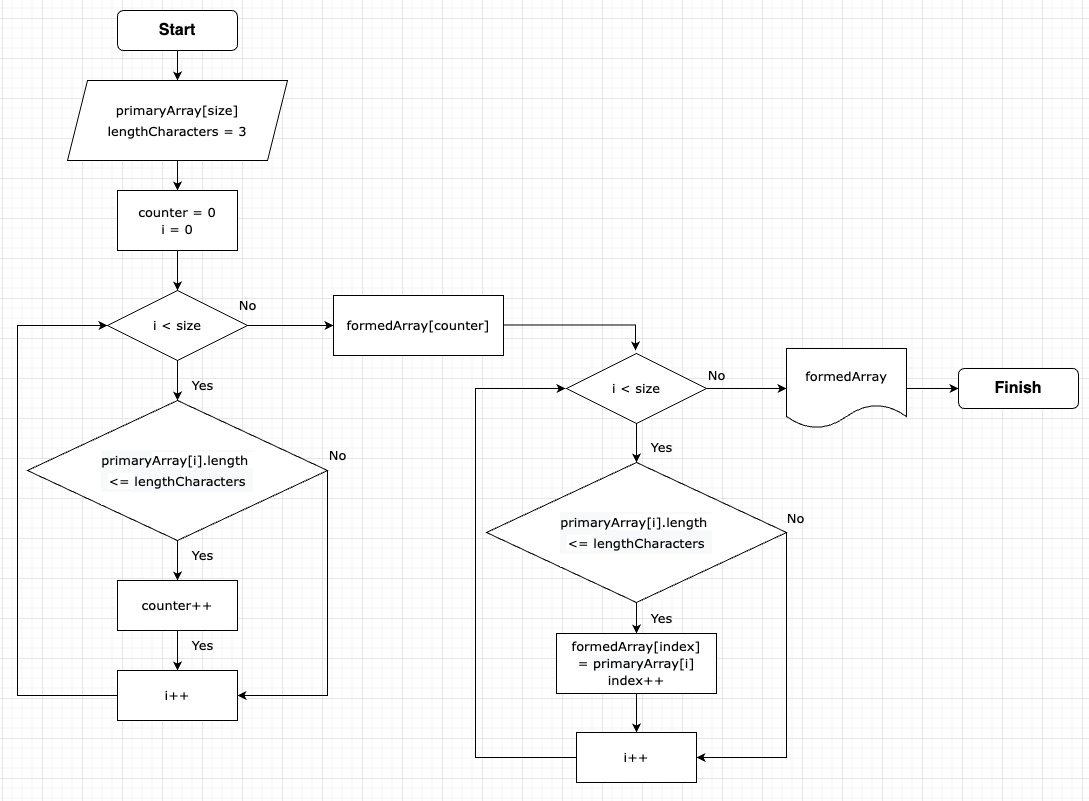 Start
primaryArray[size]
lengthCharacters = 3
counter = 0
i = 0
i < size
No
Yes
primaryArray[i].length
<= lengthCharacters
No
Yes
counter++
Yes
i++
formedArray[counter]
i < size
No
Yes
primaryArray[i].length
<= lengthCharacters
No
Yes
formedArray[index]
= primaryArray[i]
index++
i++
formedArray
Finish